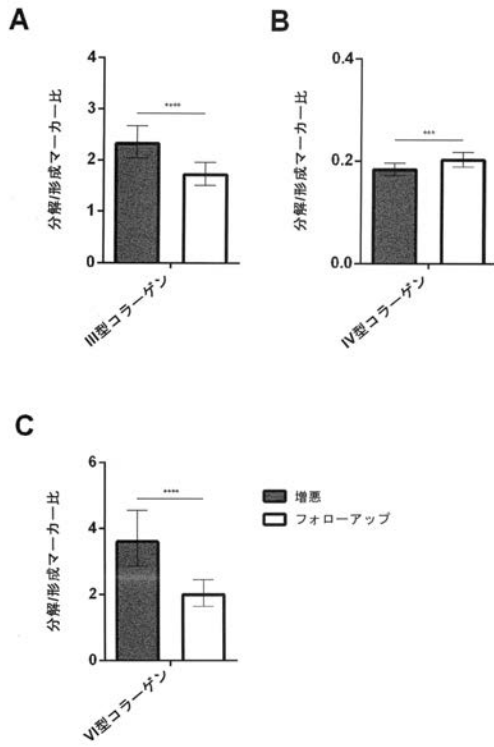 A
分解/形成マーカー比
4
3
2
1
0
****
III型コラーゲン
B
分解/形成マーカー比
0.4
0.2
0.0
***
IV型コラーゲン
C
分解/形成マーカー比
6
4
2
0
****
VI型コラーゲン
増悪
フォローアップ